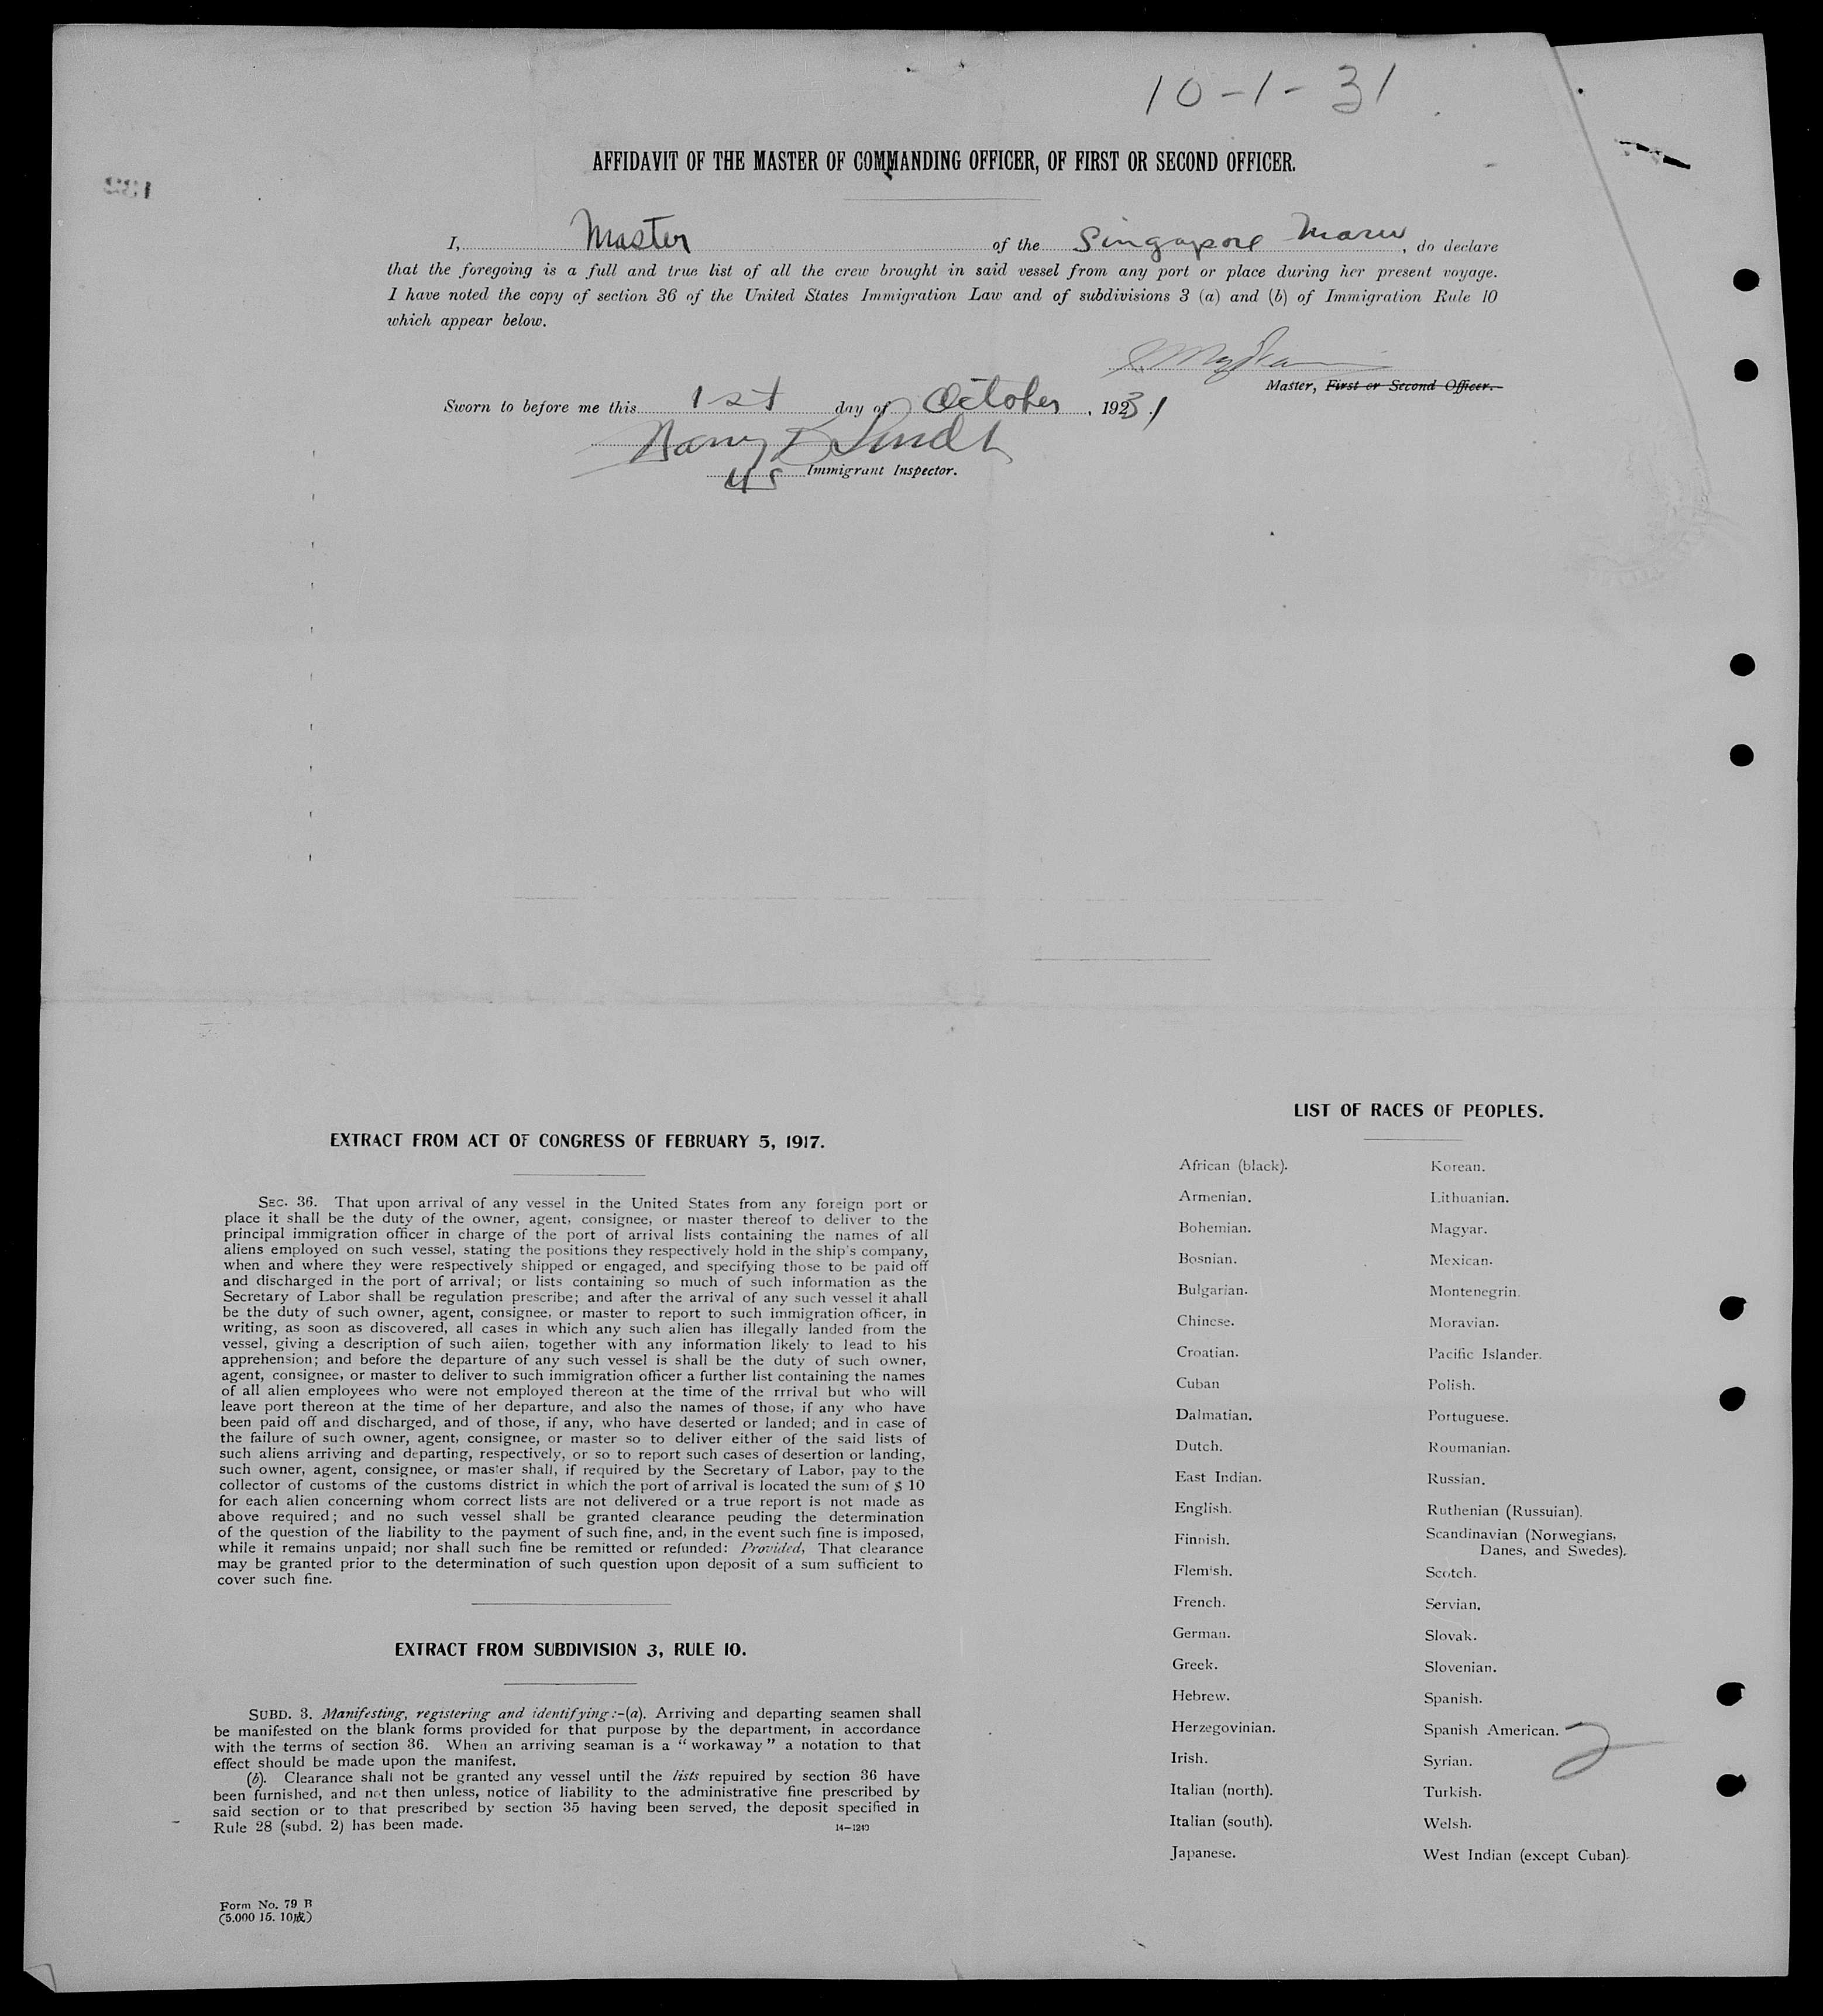 10-1-31
AFFIDAVIT OF THE MASTER OF COMMANDING OFFICER, OF FIRST OR SECOND OFFICER.
I, Master of the Singapore Maru, do declare
that the foregoing is a full and true list of all the crew brought in said vessel from any port or place during her present voyage.
I have noted the copy of section 36 of the United States Immigration Law and of subdivisions 3 (a) and (b) of Immigration Rule 10
which appear below.
Master, First or Second Officer.
Sworn to before me this 1st day of October, 1931
Harry
US Immigrant Inspector.
EXTRACT FROM ACT OF CONGRESS OF FEBRUARY 5, 1917.
SEC. 36. That upon arrival of any vessel in the United States from any foreign port or
place it shall be the duty of the owner, agent, consignee, or master thereof to deliver to the
principal immigration officer in charge of the port of arrival lists containing the names of all
aliens employed on such vessel, stating the positions they respectively hold in the ship's company,
when and where they were respectively shipped or engaged, and specifying those to be paid off
and discharged in the port of arrival; or lists containing so much of such information as the
Secretary of Labor shall be regulation prescribe; and after the arrival of any such vessel it ahall
be the duty of such owner, agent, consignee, or master to report to such immigration officer, in
writing, as soon as discovered, all cases in which any such alien has illegally landed from the
vessel, giving a description of such aiien, together with any information likely to lead to his
apprehension; and before the departure of any such vessel is shall be the duty of such owner,
agent, consignee, or master to deliver to such immigration officer a further list containing the names
of all alien employees who were not employed thereon at the time of the rrrival but who will
leave port thereon at the time of her departure, and also the names of those, if any who have
been paid off and discharged, and of those, if any, who have deserted or landed; and in case of
the failure of such owner, agent, consignee, or master so to deliver either of the said lists of
such aliens arriving and departing, respectively, or so to report such cases of desertion or landing,
such owner, agent, consignee, or master shall, if required by the Secretary of Labor, pay to the
collector of customs of the customs district in which the port of arrival is located the sum of $ 10
for each alien concerning whom correct lists are not delivered or a true report is not made as
above required; and no such vessel shall be granted clearance peuding the determination
of the question of the liability to the payment of such fine, and, in the event such fine is imposed,
while it remains unpaid; nor shall such fine be remitted or refunded: Provided, That clearance
may be granted prior to the determination of such question upon deposit of a sum sufficient to
cover such fine.
EXTRACT FROM SUBDIVISION 3, RULE 10.
SUBD. 3. Manifesting, registering and identifying:-(a). Arriving and departing seamen shall
be manifested on the blank forms provided for that purpose by the department, in accordance
with the terms of section 36. When an arriving seaman is a "workaway" a notation to that
effect should be made upon the manifest.
(b). Clearance shall not be granted any vessel until the lists repuired by section 36 have
been furnished, and not then unless, notice of liability to the administrative fine prescribed by
said section or to that prescribed by section 35 having been served, the deposit specified in
Rule 28 (subd. 2) has been made. 14-1240
Form No. 79 B
(5.000 15. 10成)
LIST OF RACES OF PEOPLES.
African (black). Korean.
Armenian. Lithuanian.
Bohemian. Magyar.
Bosnian. Mexican.
Bulgarian. Montenegrin.
Chinese. Moravian.
Croatian. Pacific Islander.
Cuban Polish.
Dalmatian. Portuguese.
Dutch. Roumanian.
East Indian. Russian.
English. Ruthenian (Russuian).
Finnish. Scandinavian (Norwegians,
Danes, and Swedes).
Flemish. Scotch.
French. Servian.
German. Slovak.
Greek. Slovenian.
Hebrew. Spanish.
Herzegovinian. Spanish American. 2
Irish. Syrian.
Italian (north). Turkish.
Italian (south). Welsh.
Japanese. West Indian (except Cuban).